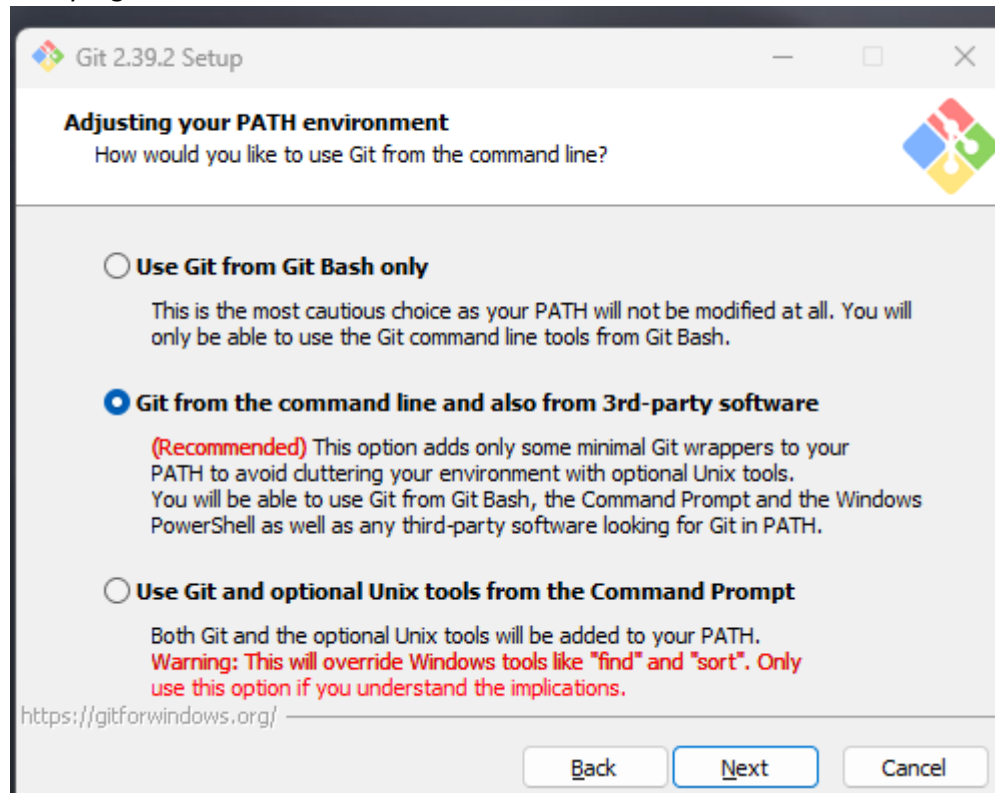 Git 2.39.2 Setup
Adjusting your PATH environment
How would you like to use Git from the command line?
Use Git from Git Bash only
This is the most cautious choice as your PATH will not be modified at all. You will
only be able to use the Git command line tools from Git Bash.
Git from the command line and also from 3rd-party software
(Recommended) This option adds only some minimal Git wrappers to your
PATH to avoid cluttering your environment with optional Unix tools.
You will be able to use Git from Git Bash, the Command Prompt and the Windows
PowerShell as well as any third-party software looking for Git in PATH.
Use Git and optional Unix tools from the Command Prompt
Both Git and the optional Unix tools will be added to your PATH.
Warning: This will override Windows tools like "find" and "sort". Only
use this option if you understand the implications.
https://gitforwindows.org/
Back Next Cancel